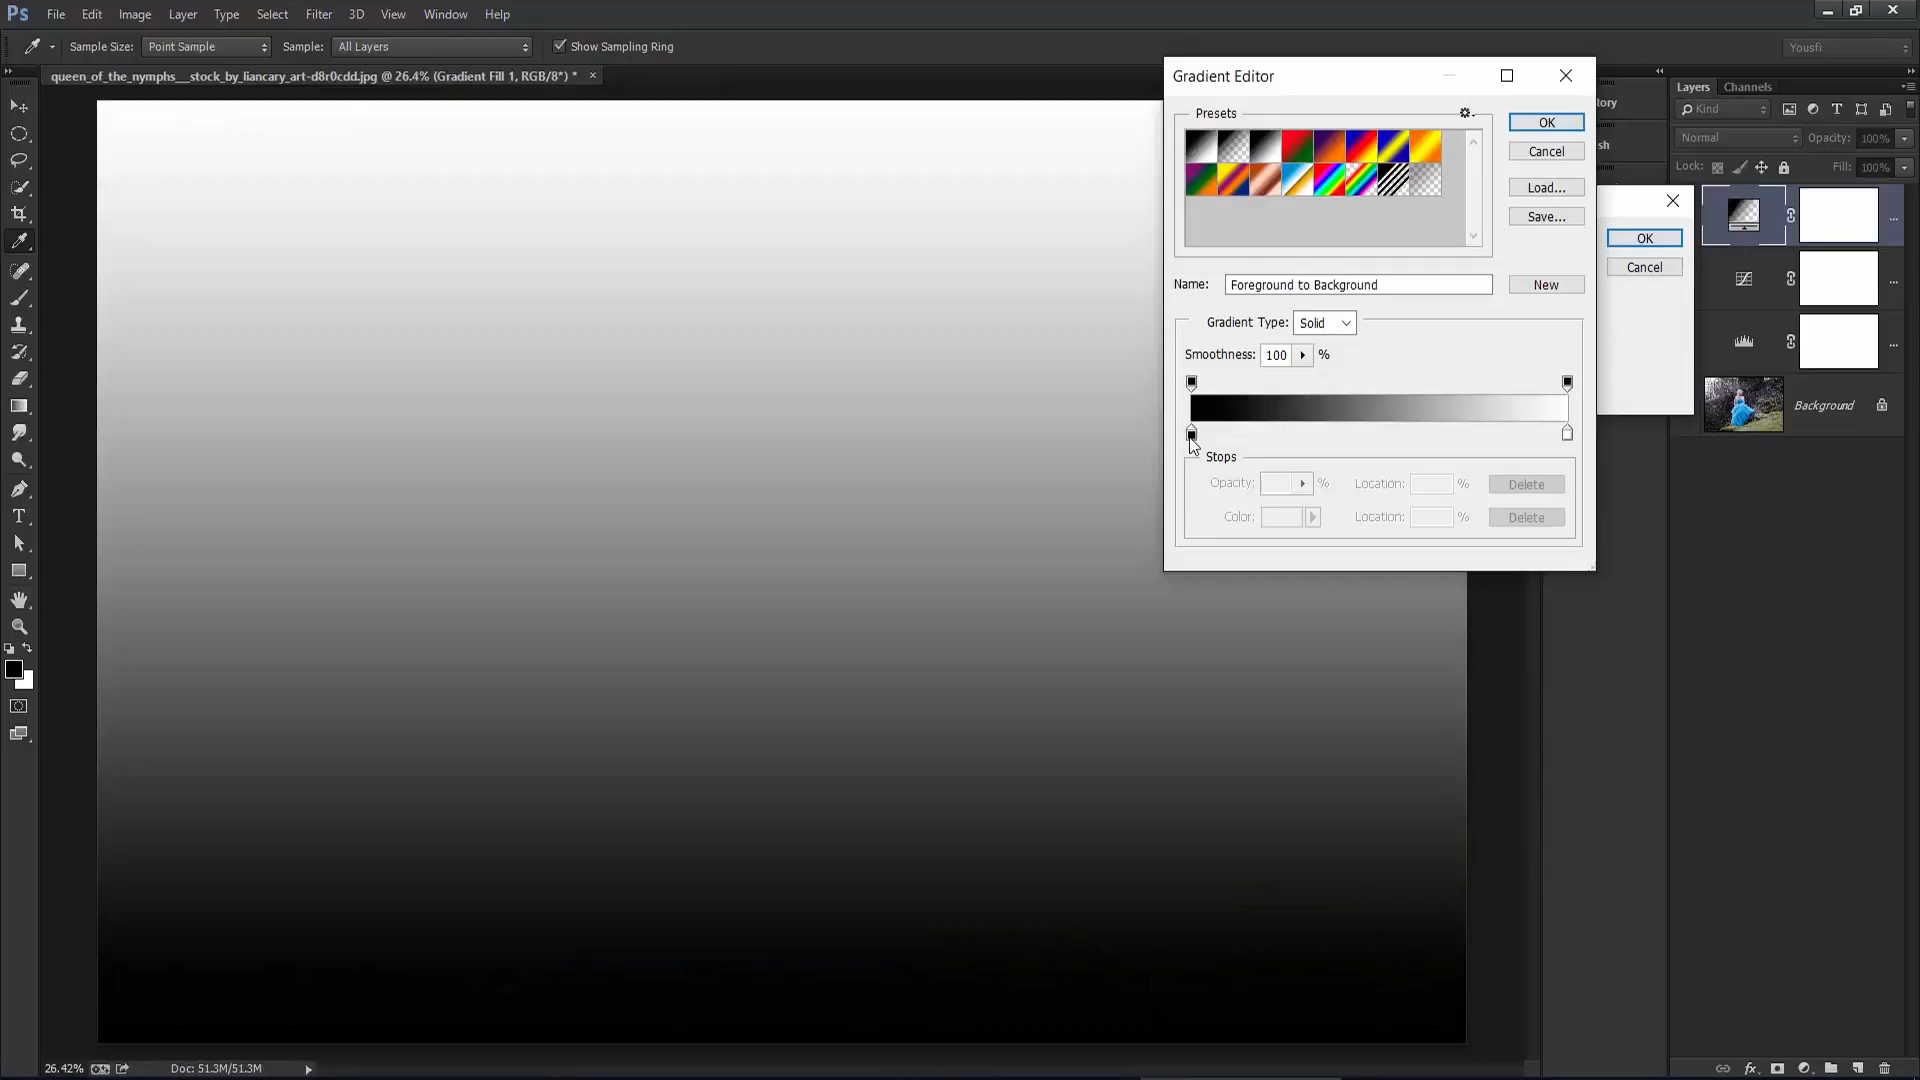 Ps File Edit Image Layer Type Select Filter 3D View Window Help
Sample Size: Point Sample Sample: All Layers Show Sampling Ring Yousfi
queen_of_the_nymphs__stock_by_liancary_art-d8r0cdd.jpg @ 26.4% (Gradient Fill 1, RGB/8*) * ×
Gradient Editor
Presets
OK
Cancel
Load...
Save...
Name: Foreground to Background New
Gradient Type: Solid
Smoothness: 100 %
Stops
Opacity: % Location: % Delete
Color: Location: % Delete
OK
Cancel
tory
sh
Layers Channels
Kind
Normal Opacity: 100%
Lock: Fill: 100%
...
...
...
Background
T
26.42% Doc: 51.3M/51.3M
fx